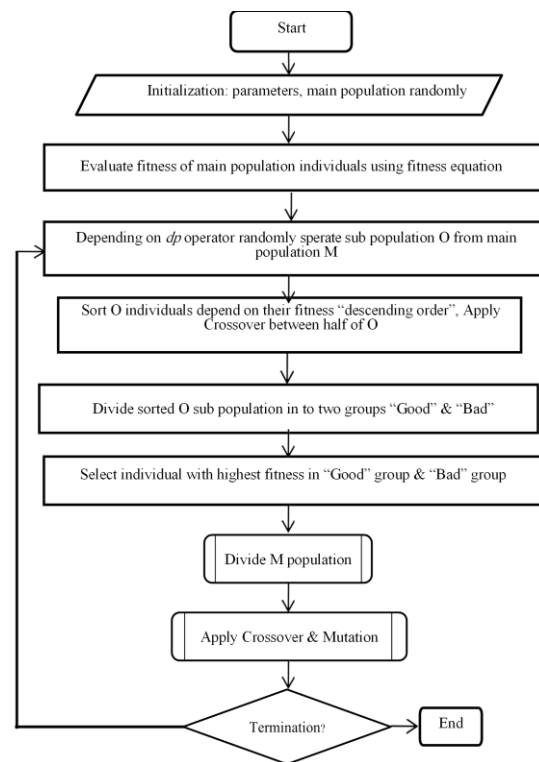 Start
Initialization: parameters, main population randomly
Evaluate fitness of main population individuals using fitness equation
Depending on dp operator randomly sperate sub population O from main
population M
Sort O individuals depend on their fitness “descending order”, Apply
Crossover between half of O
Divide sorted O sub population in to two groups “Good” & “Bad”
Select individual with highest fitness in “Good” group & “Bad” group
Divide M population
Apply Crossover & Mutation
Termination?
End